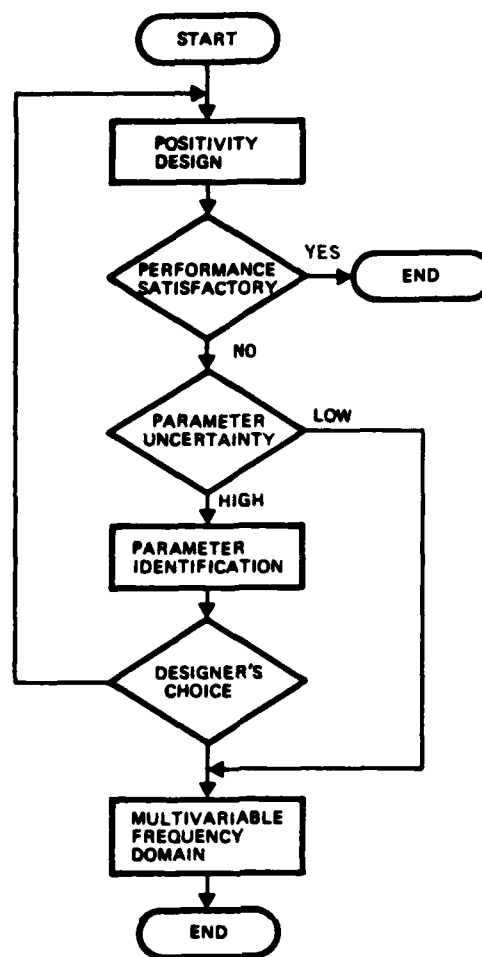 START
POSITIVITY
DESIGN
PERFORMANCE
SATISFACTORY
YES
END
NO
PARAMETER
UNCERTAINTY
LOW
HIGH
PARAMETER
IDENTIFICATION
DESIGNER'S
CHOICE
MULTIVARIABLE
FREQUENCY
DOMAIN
END